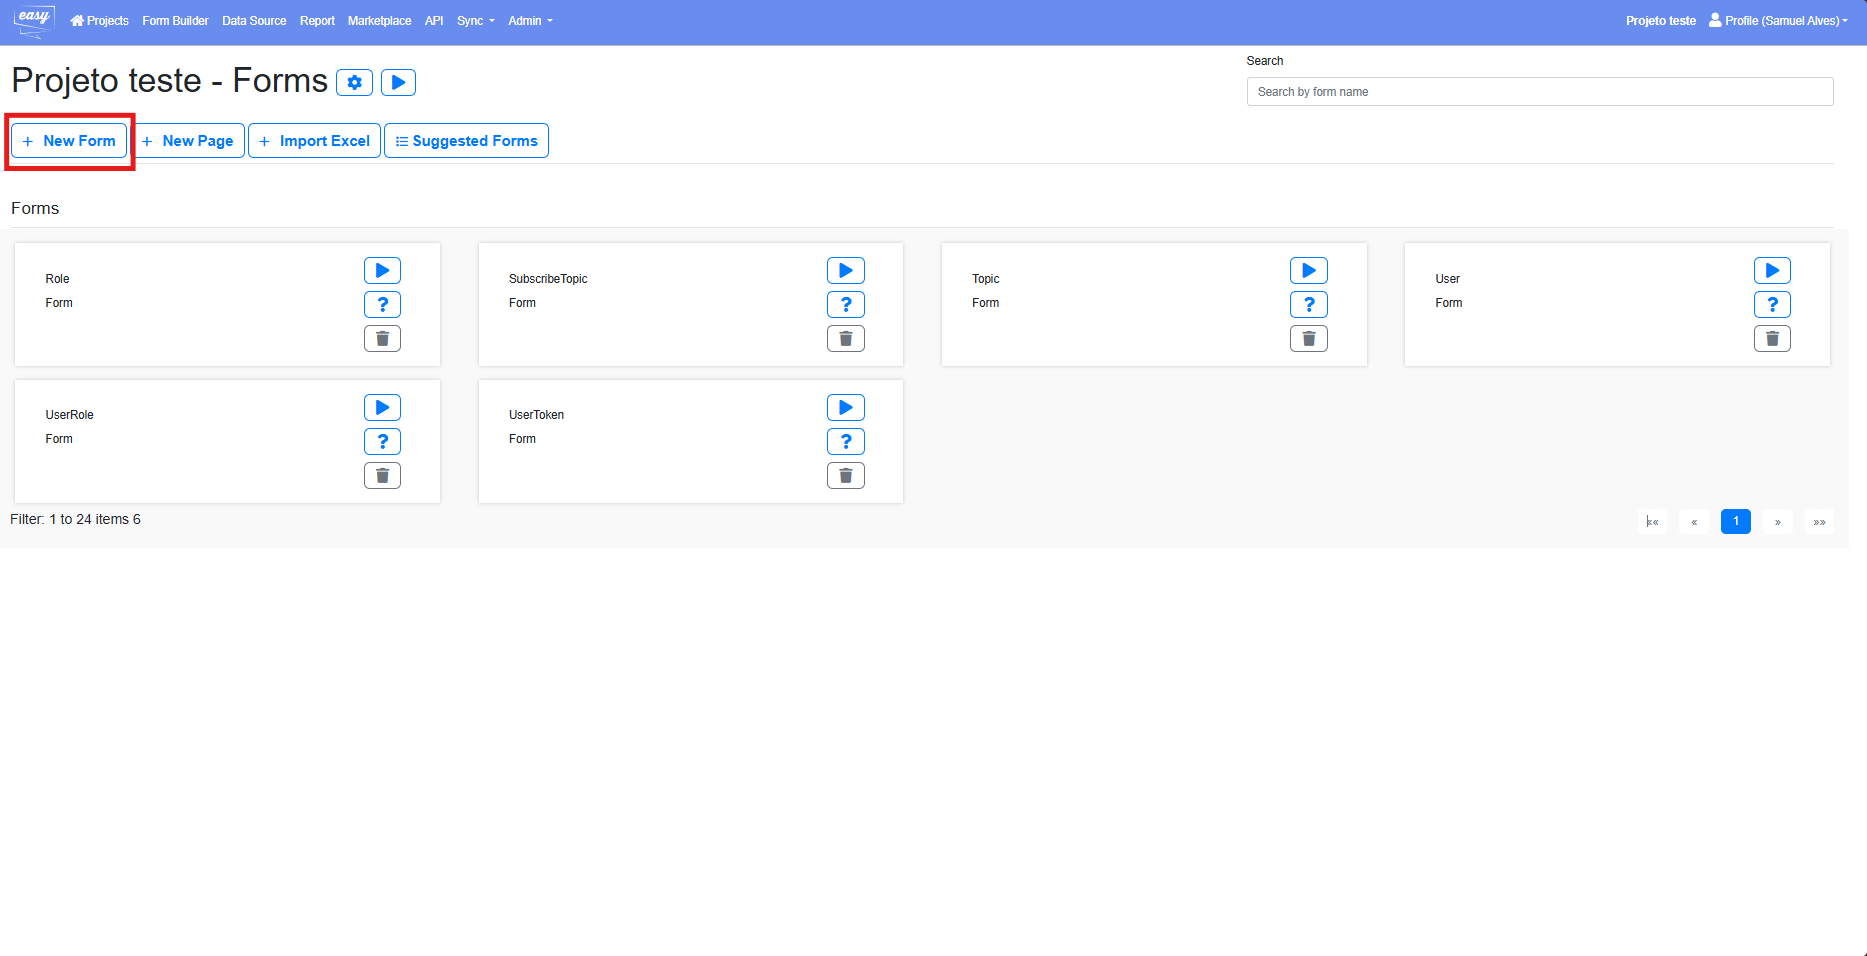 easy Projects Form Builder Data Source Report Marketplace API Sync Admin Projeto teste Profile (Samuel Alves)
Projeto teste - Forms
Search
Search by form name
+ New Form + New Page + Import Excel Suggested Forms
Forms
Role
Form
?
SubscribeTopic
Form
?
Topic
Form
?
User
Form
?
UserRole
Form
?
UserToken
Form
?
Filter: 1 to 24 items 6
«« « 1 » »»